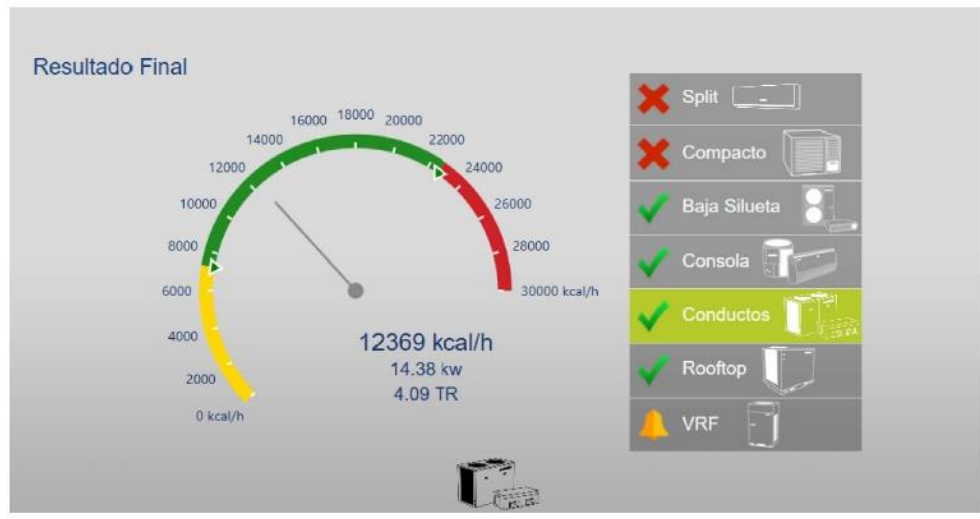 Resultado Final
0 kcal/h
2000
4000
6000
8000
10000
12000
14000
16000
18000
20000
22000
24000
26000
28000
30000 kcal/h
12369 kcal/h
14.38 kw
4.09 TR
Split
Compacto
Baja Silueta
Consola
Conductos
Rooftop
VRF